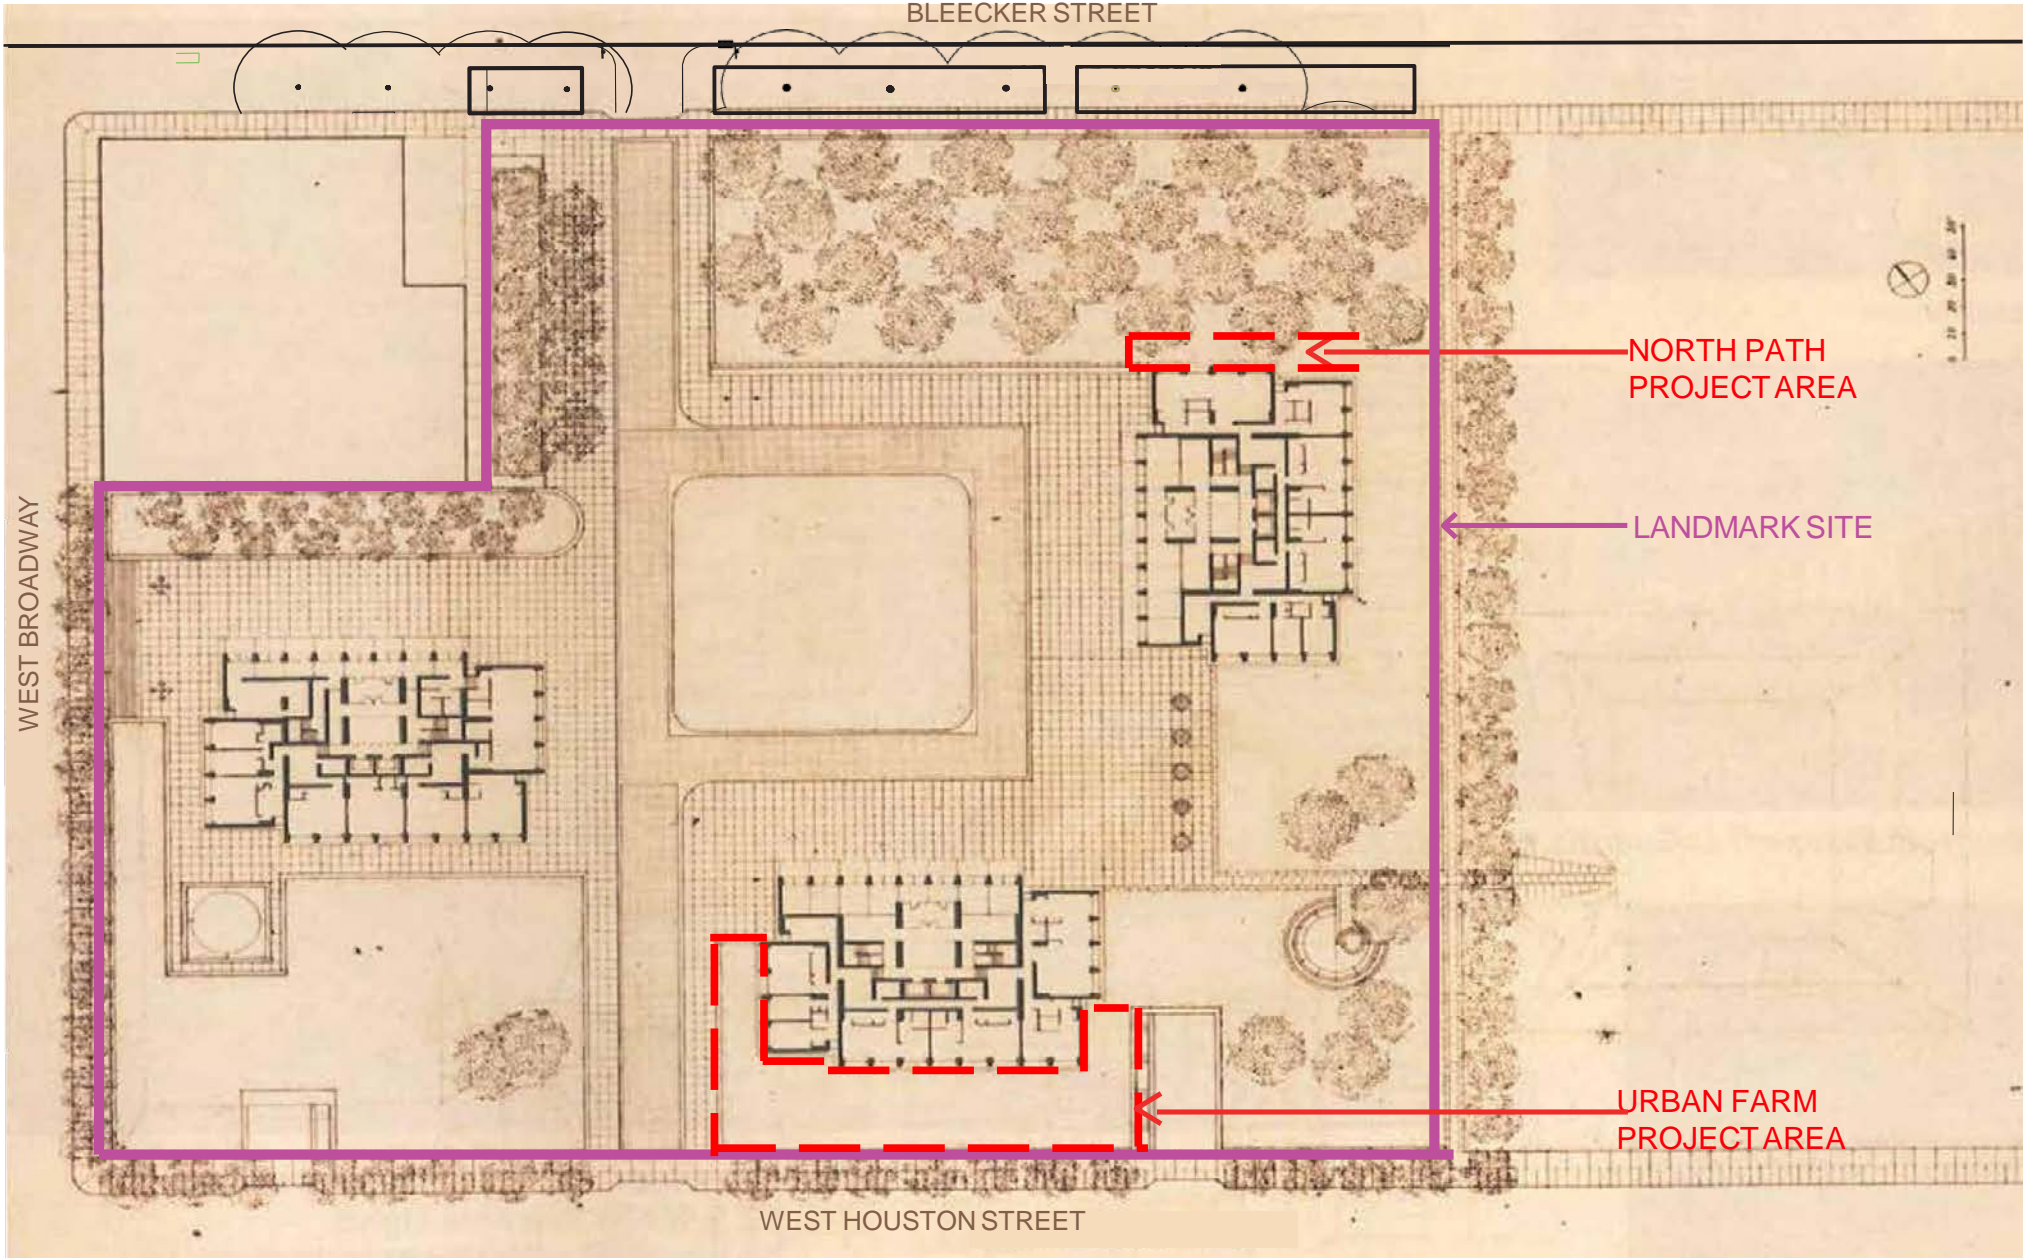 BLEECKER STREET
NORTH PATH
PROJECT AREA
LANDMARK SITE
WEST BROADWAY
URBAN FARM
PROJECT AREA
WEST HOUSTON STREET